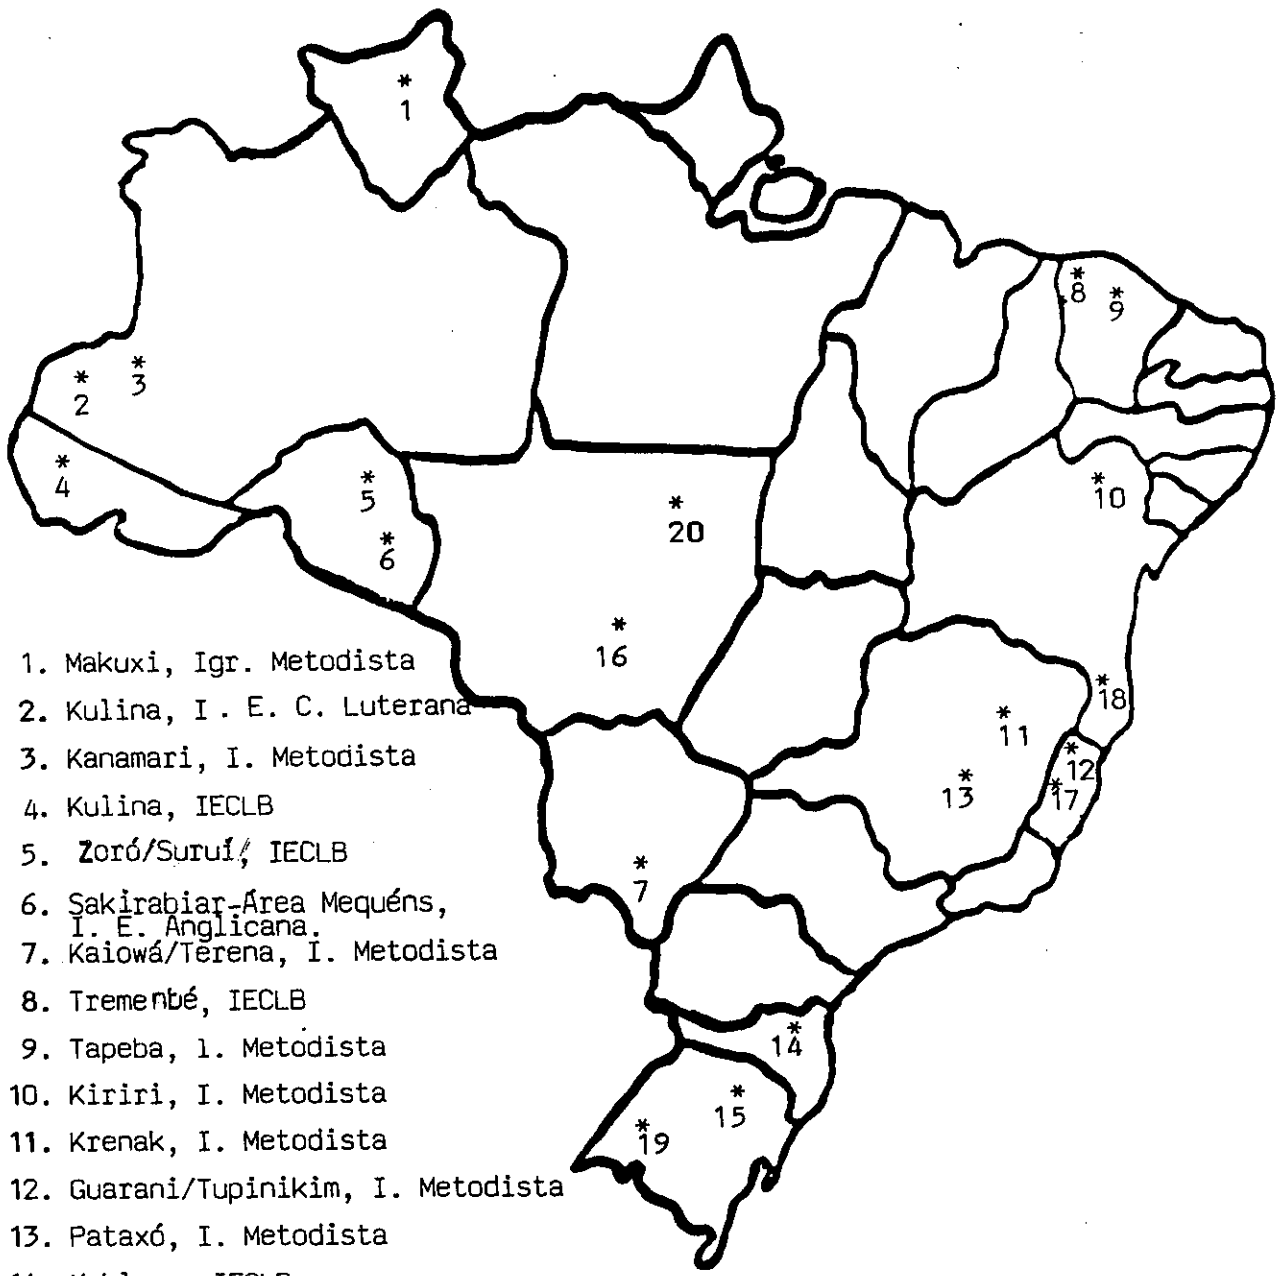 * 1
* 8
* 9
* 2
* 3
* 4
* 5
* 6
* 20
* 10
* 16
* 18
* 11
* 12
* 13
* 17
* 7
* 14
* 15
* 19
1. Makuxi, Igr. Metodista
2. Kulina, I . E. C. Luterana
3. Kanamari, I. Metodista
4. Kulina, IECLB
5. Zoró/Suruí, IECLB
6. Sakirabiar-Área Mequéns,
I. E. Anglicana.
7. Kaiowá/Terena, I. Metodista
8. Tremembé, IECLB
9. Tapeba, l. Metodista
10. Kiriri, I. Metodista
11. Krenak, I. Metodista
12. Guarani/Tupinikim, I. Metodista
13. Pataxó, I. Metodista
IECLB